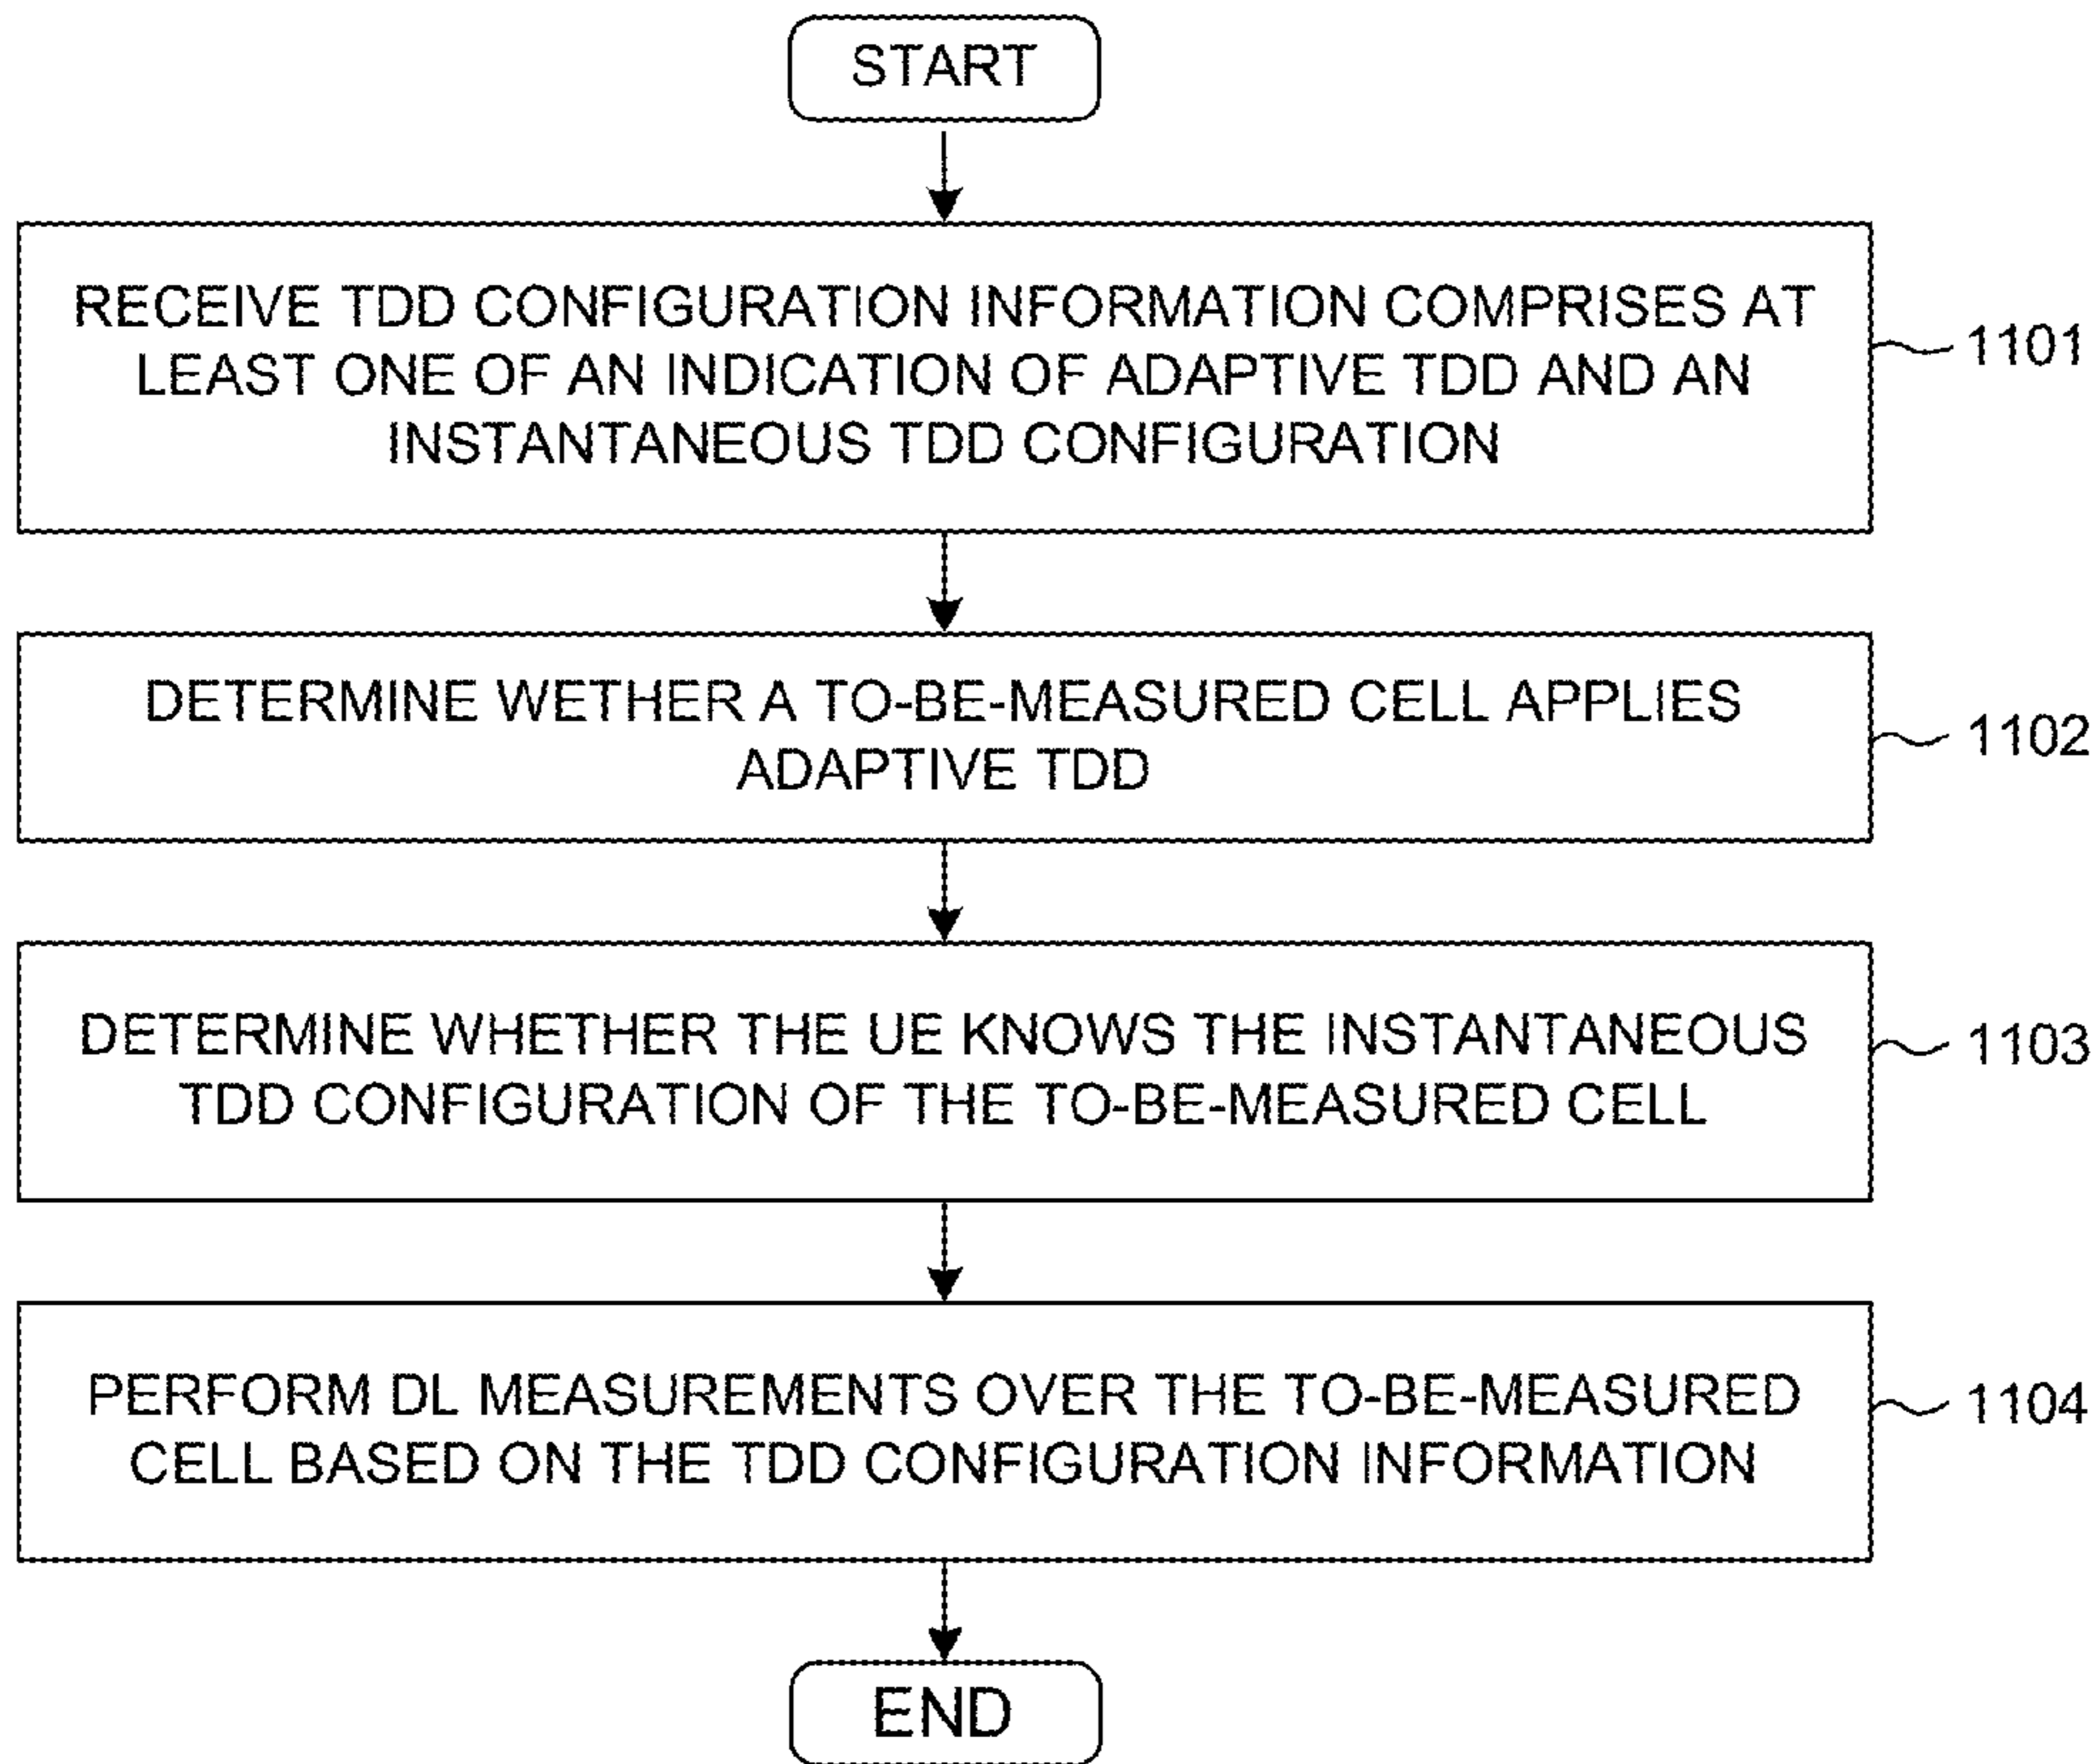 START
RECEIVE TDD CONFIGURATION INFORMATION COMPRISES AT
LEAST ONE OF AN INDICATION OF ADAPTIVE TDD AND AN
INSTANTANEOUS TDD CONFIGURATION
1101
DETERMINE WETHER A TO-BE-MEASURED CELL APPLIES
ADAPTIVE TDD
1102
DETERMINE WHETHER THE UE KNOWS THE INSTANTANEOUS
TDD CONFIGURATION OF THE TO-BE-MEASURED CELL
1103
PERFORM DL MEASUREMENTS OVER THE TO-BE-MEASURED
CELL BASED ON THE TDD CONFIGURATION INFORMATION
1104
END